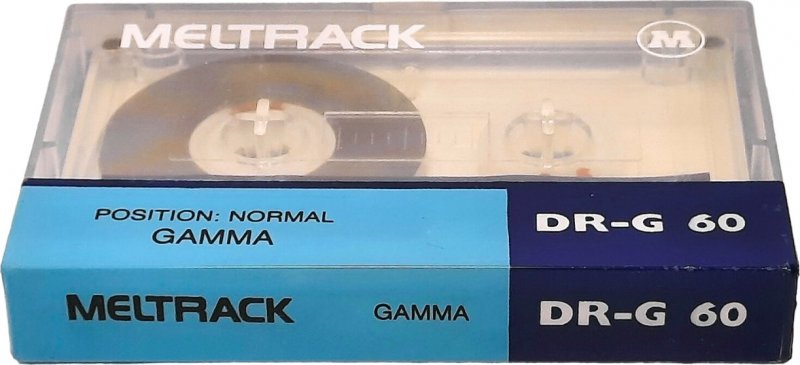 MELTRACK M
POSITION: NORMAL
GAMMA
DR-G 60
MELTRACK GAMMA DR-G 60